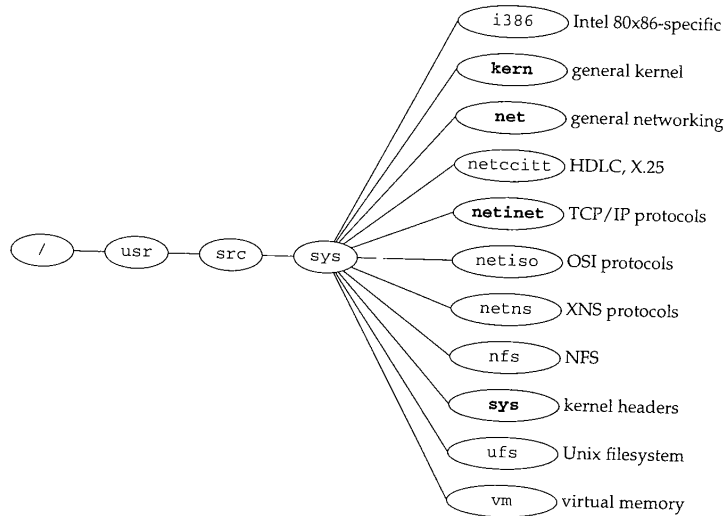 i386 Intel 80x86-specific
kern general kernel
net general networking
netccitt HDLC, X.25
netinet TCP/IP protocols
/ usr src sys netiso OSI protocols
netns XNS protocols
nfs NFS
sys kernel headers
ufs Unix filesystem
vm virtual memory